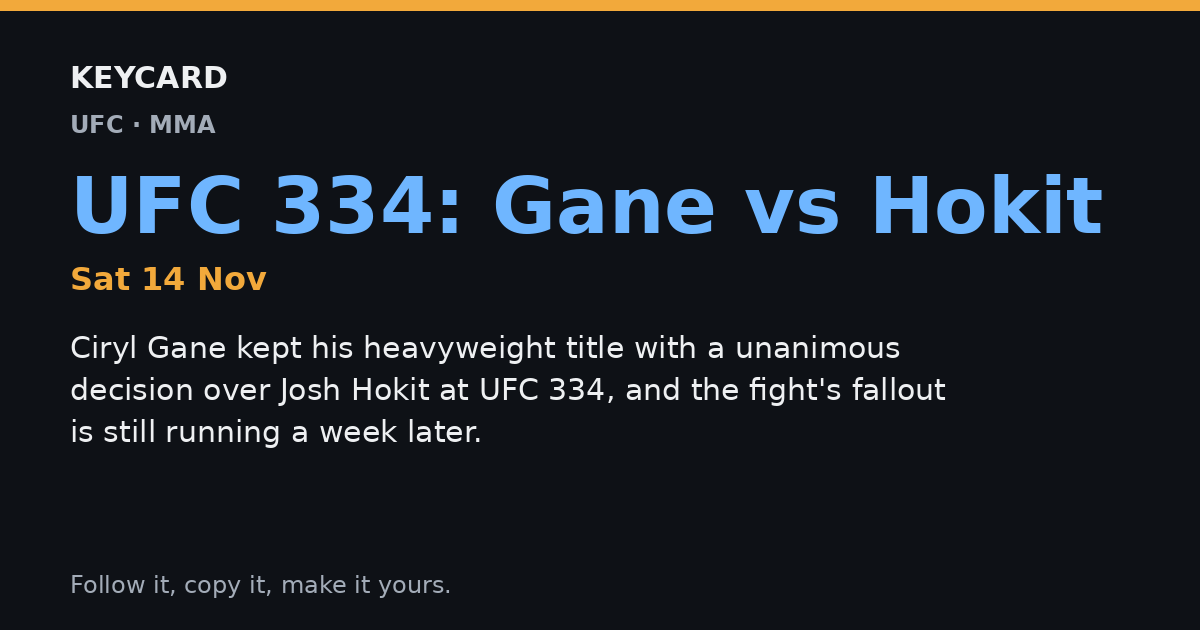 KEYCARD
UFC · MMA
UFC 334: Gane vs Hokit
Sat 14 Nov
Ciryl Gane kept his heavyweight title with a unanimous
decision over Josh Hokit at UFC 334, and the fight's fallout
is still running a week later.
Follow it, copy it, make it yours.